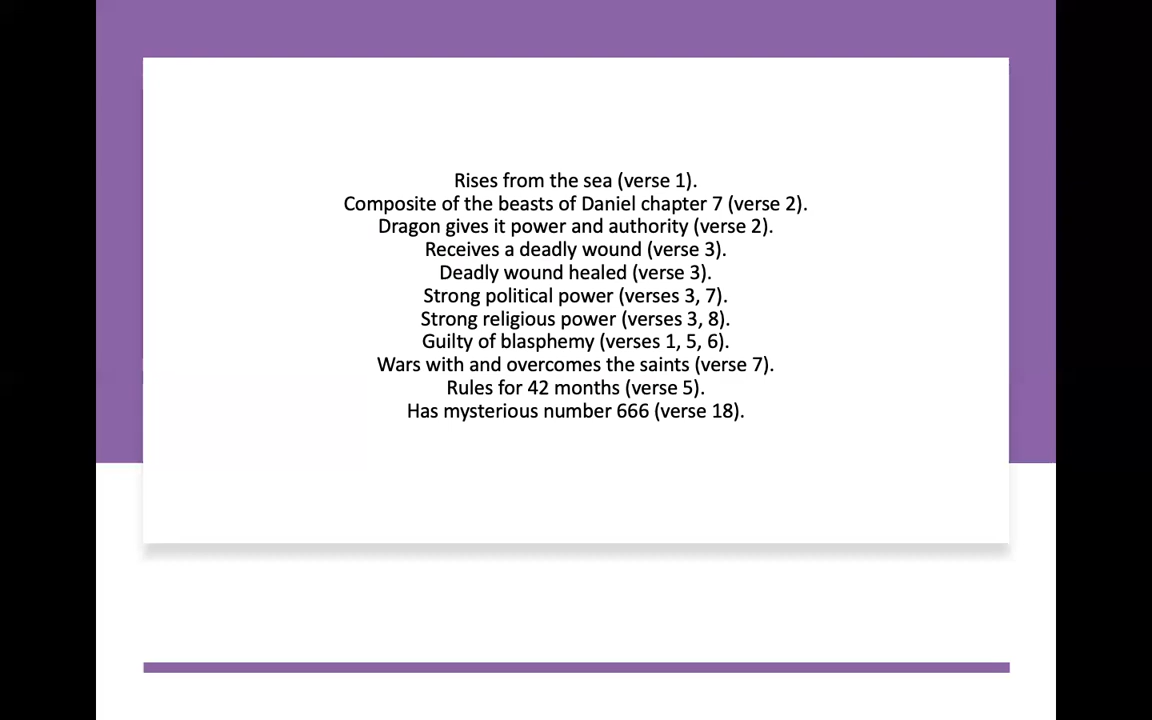 Rises from the sea (verse 1).
Composite of the beasts of Daniel chapter 7 (verse 2).
Dragon gives it power and authority (verse 2).
Receives a deadly wound (verse 3).
Deadly wound healed (verse 3).
Strong political power (verses 3, 7).
Strong religious power (verses 3, 8).
Guilty of blasphemy (verses 1, 5, 6).
Wars with and overcomes the saints (verse 7).
Rules for 42 months (verse 5).
Has mysterious number 666 (verse 18).